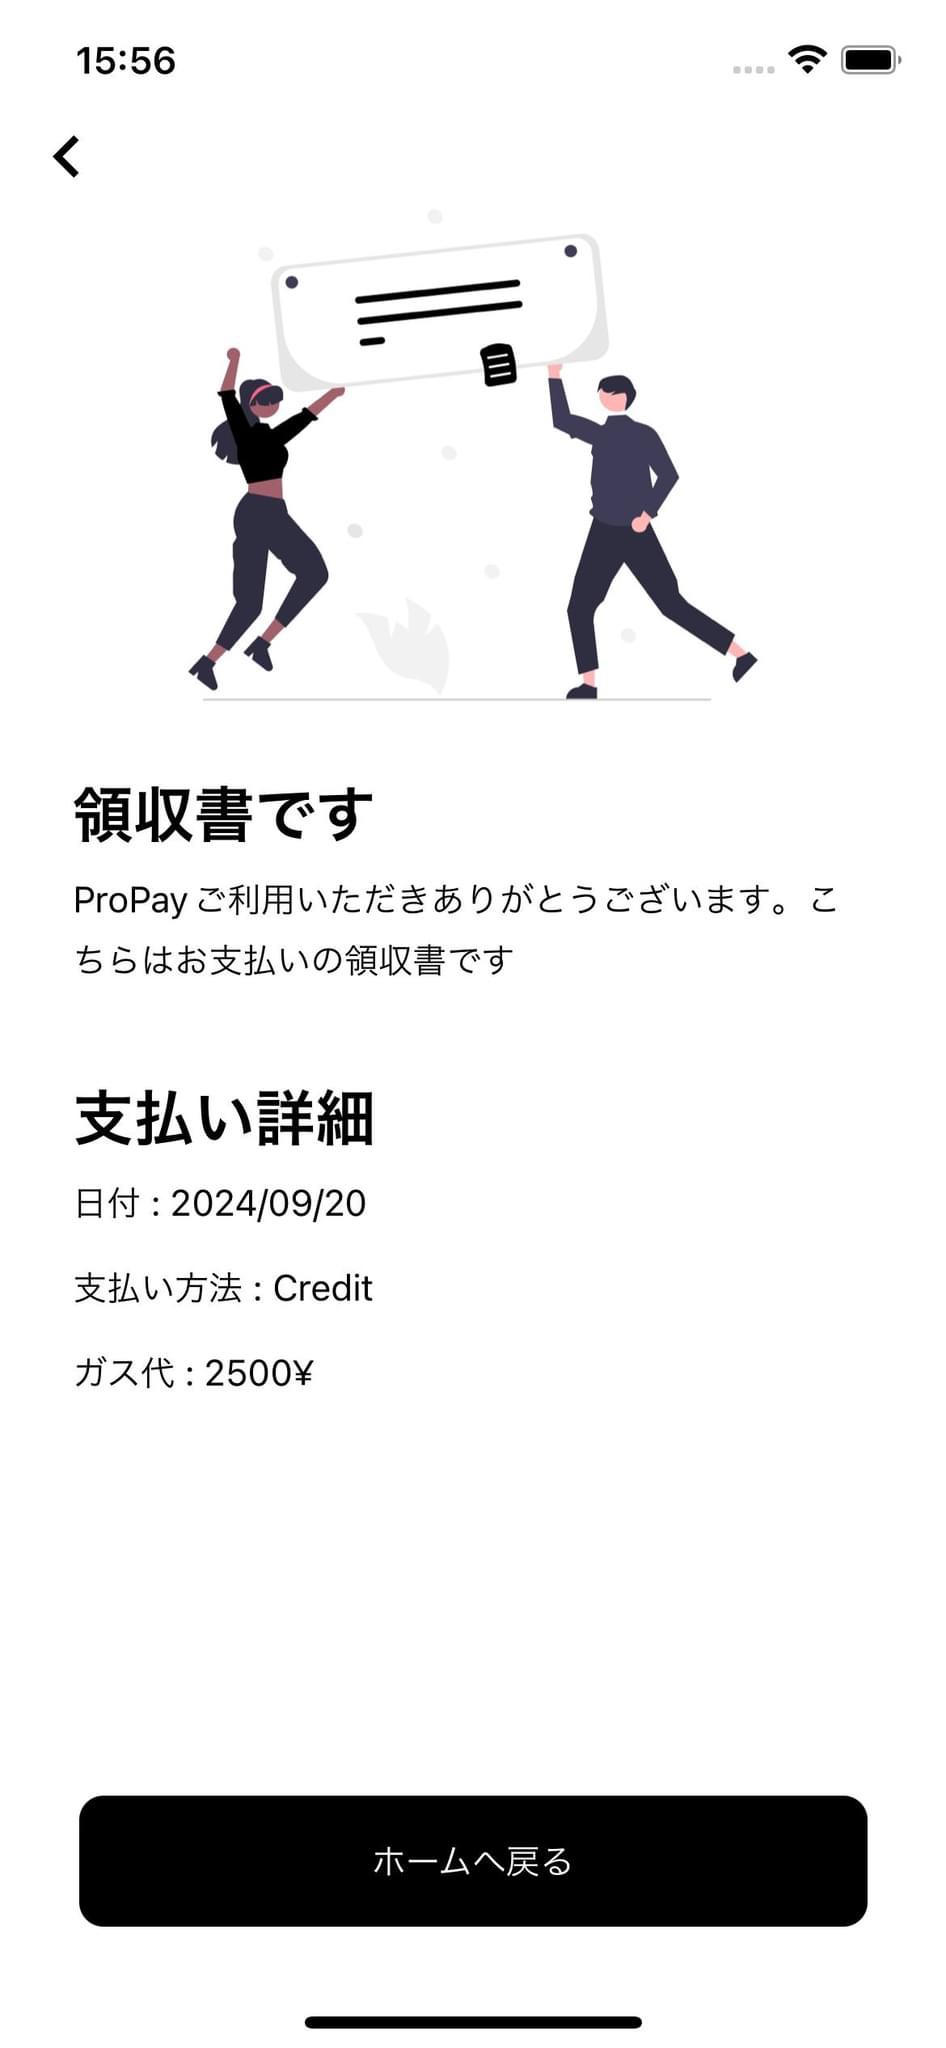 15:56
領収書です
ProPay ご利用いただきありがとうございます。こ
ちらはお支払いの領収書です
支払い詳細
日付 : 2024/09/20
支払い方法 : Credit
ガス代 : 2500¥
ホームへ戻る